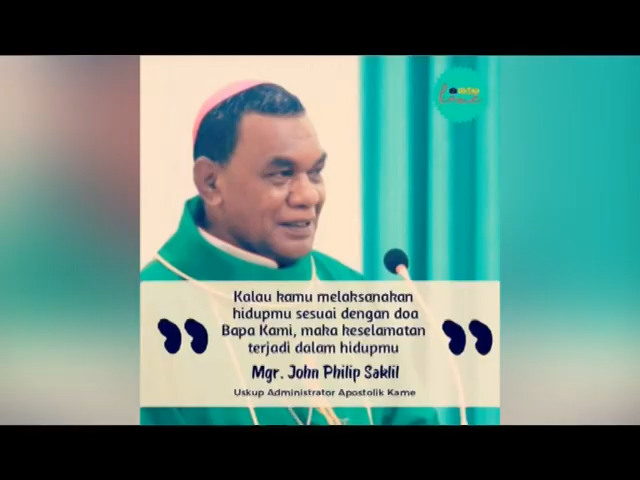 Kalau kamu melaksanakan
hidupmu sesuai dengan doa
Bapa Kami, maka keselamatan
terjadi dalam hidupmu
Mgr. John Philip Saklil
Uskup Administrator Apostolik Kame